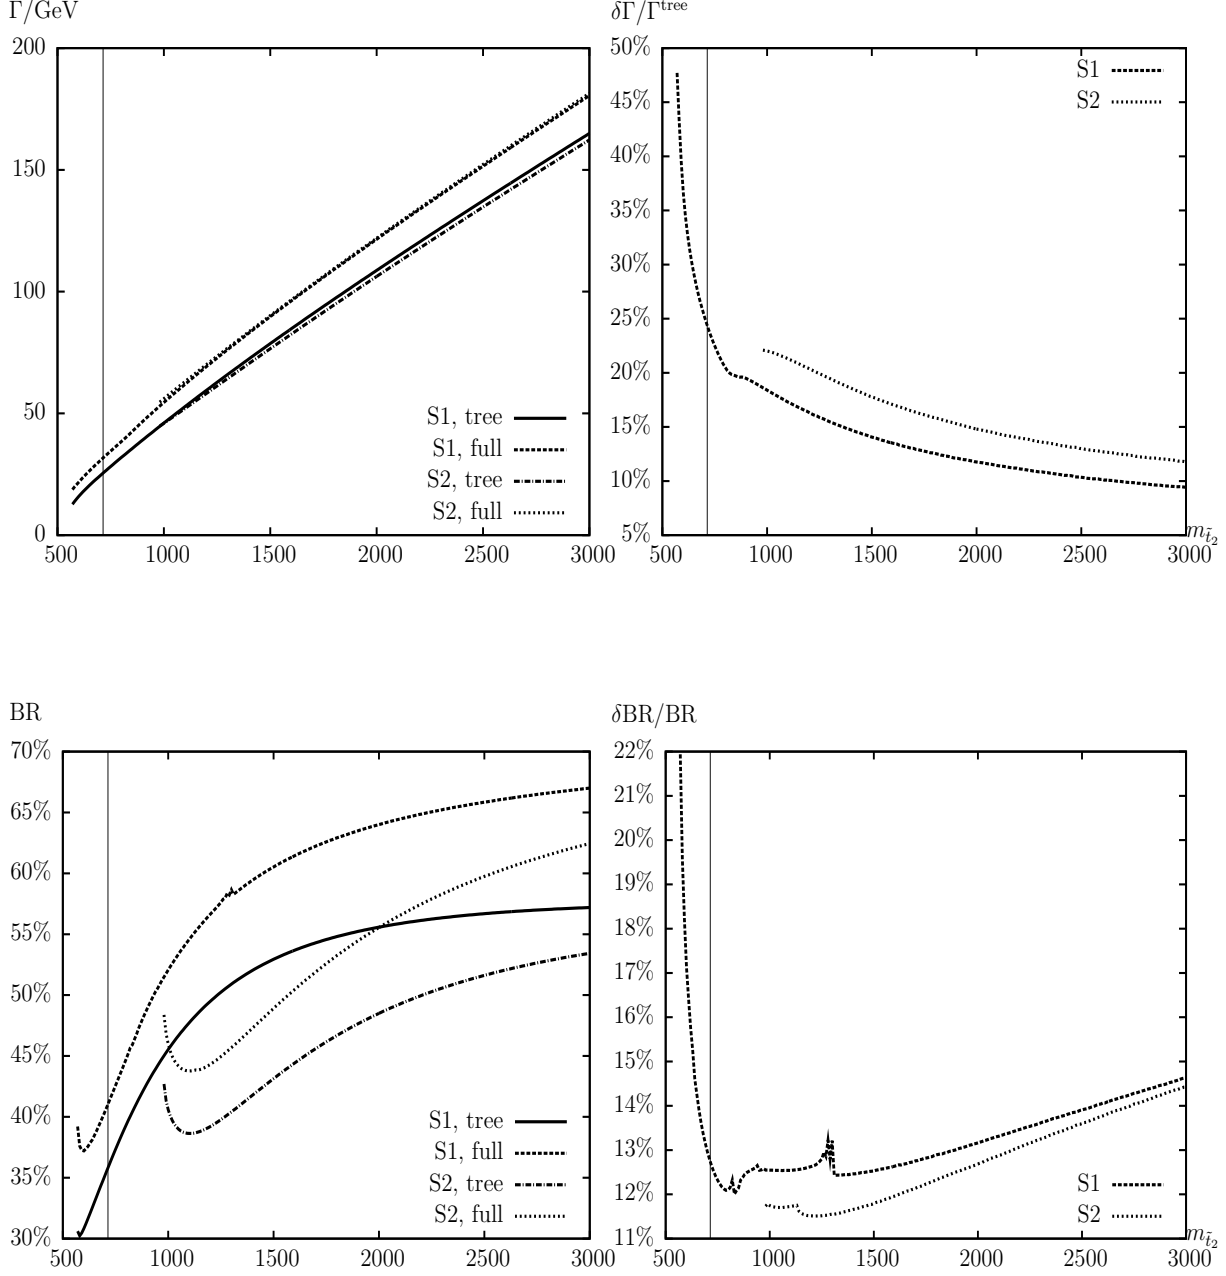 Γ/GeV
200
150
100
50
0
500 1000 1500 2000 2500 3000
S1, tree
S1, full
S2, tree
S2, full
δΓ/Γ^tree
50%
45%
40%
35%
30%
25%
20%
15%
10%
5%
500 1000 1500 2000 2500 3000
S1
S2
m_t̃₂
BR
70%
65%
60%
55%
50%
45%
40%
35%
30%
500 1000 1500 2000 2500 3000
S1, tree
S1, full
S2, tree
S2, full
δBR/BR
22%
21%
20%
19%
18%
17%
16%
15%
14%
13%
12%
11%
500 1000 1500 2000 2500 3000
S1
S2
m_t̃₂